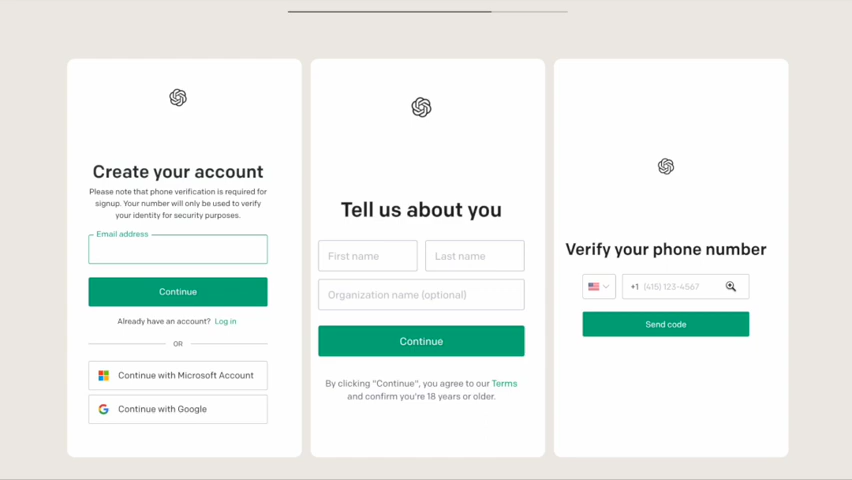 Create your account
Please note that phone verification is required for
signup. Your number will only be used to verify
your identity for security purposes.
Email address
Continue
Already have an account? Log in
OR
Continue with Microsoft Account
Continue with Google
Tell us about you
First name Last name
Organization name (optional)
Continue
By clicking "Continue", you agree to our Terms
and confirm you're 18 years or older.
Verify your phone number
+1 (415) 123-4567
Send code